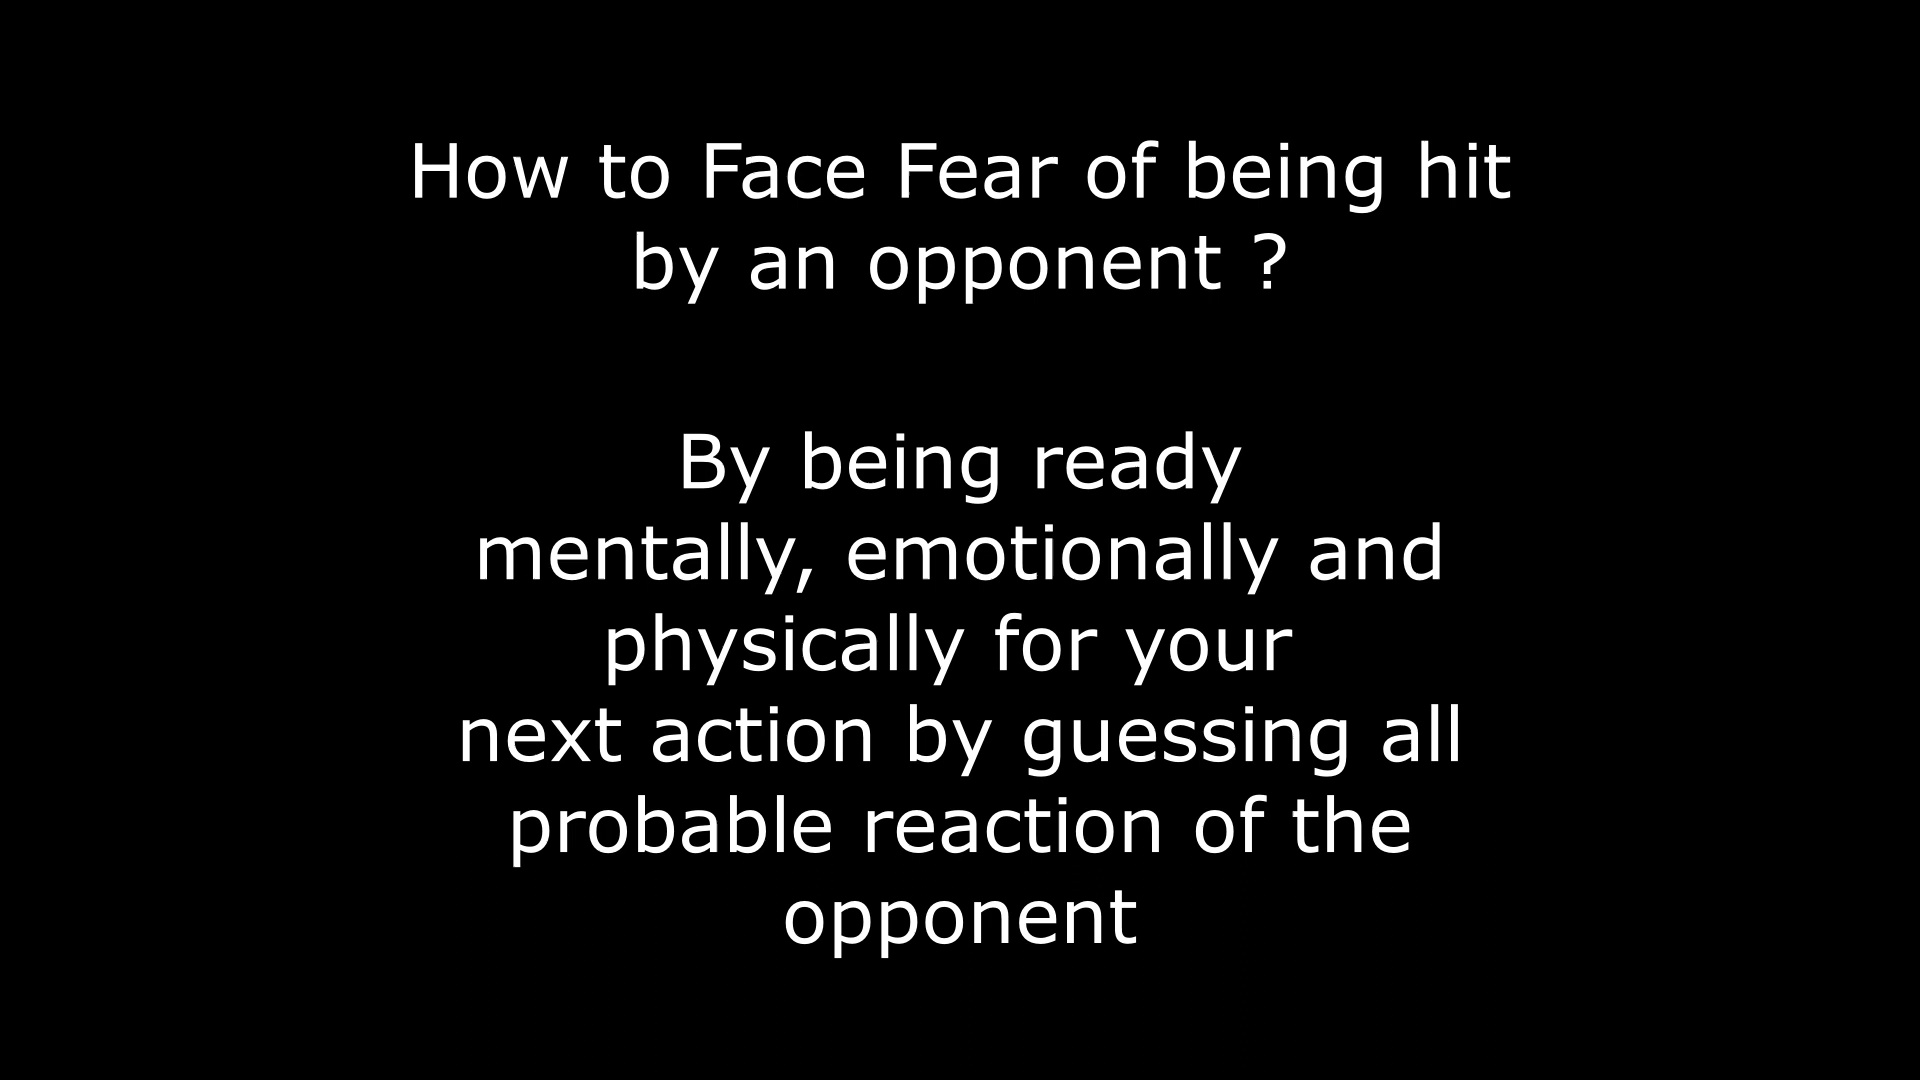 How to Face Fear of being hit
by an opponent ?
By being ready
mentally, emotionally and
physically for your
next action by guessing all
probable reaction of the
opponent